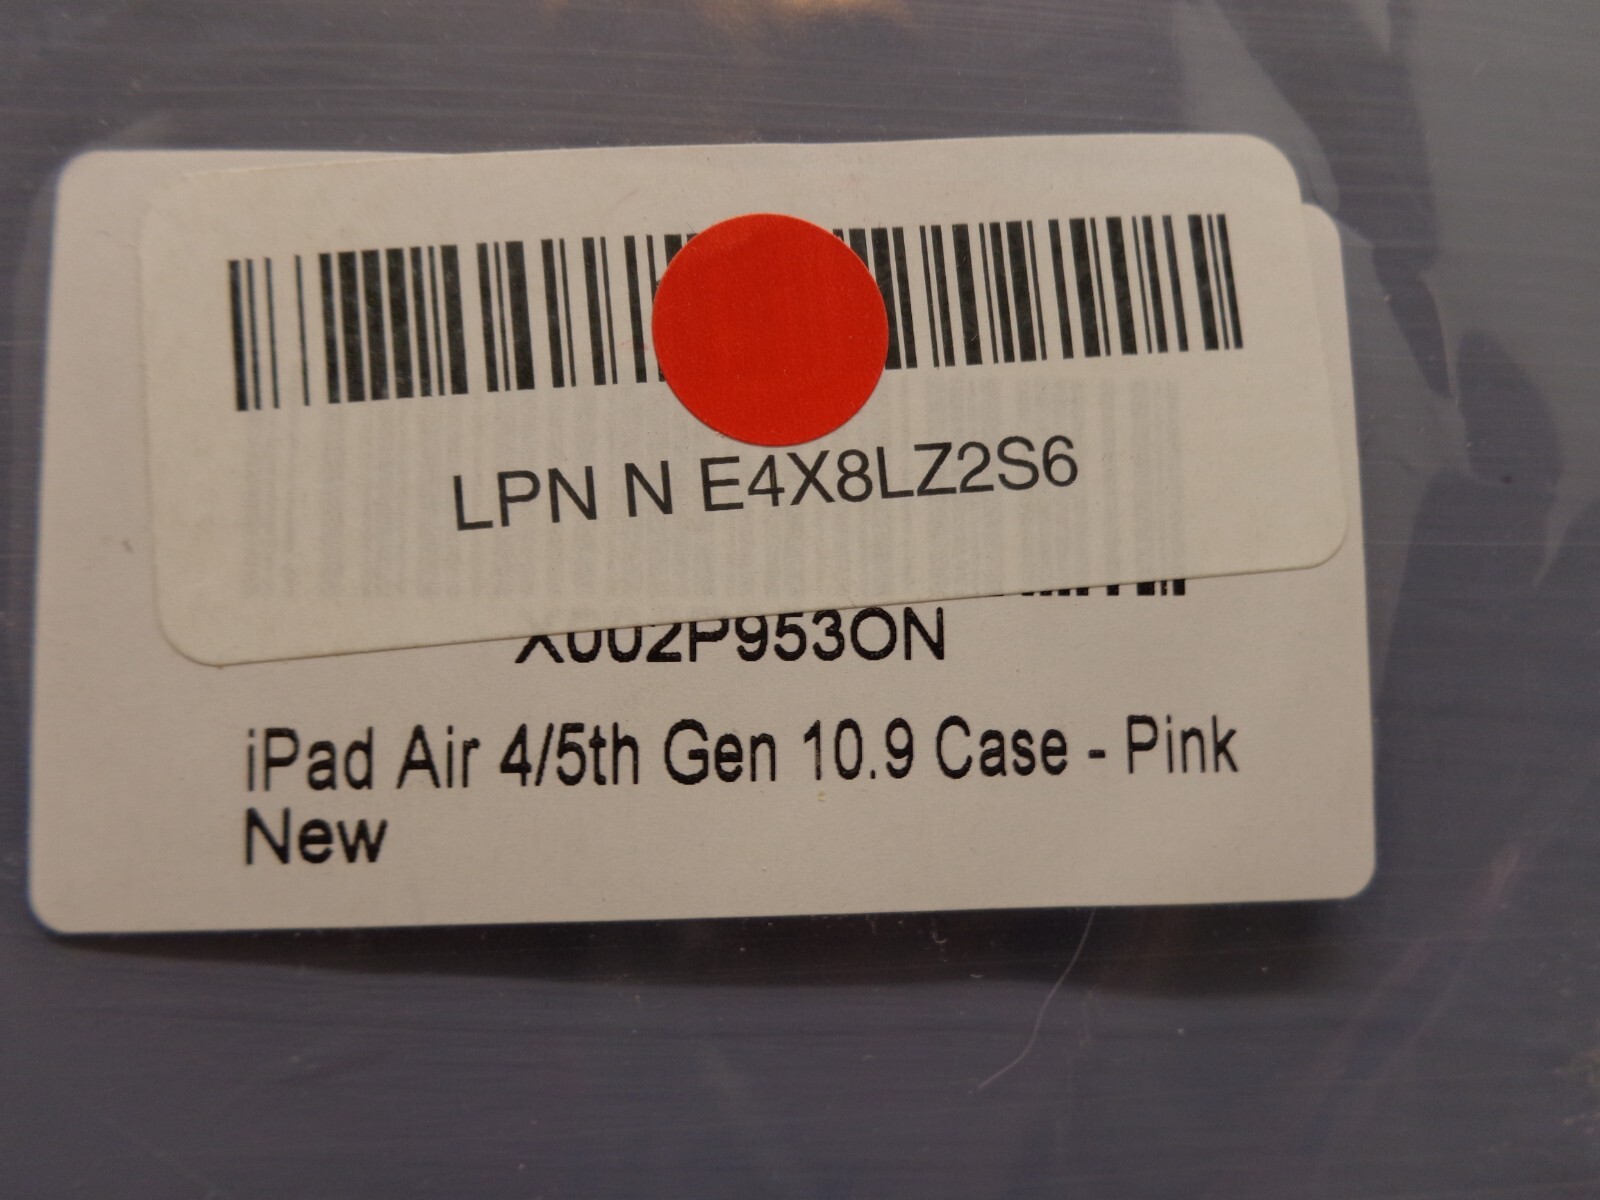 LPN N E4X8LZ2S6
X002P953ON
iPad Air 4/5th Gen 10.9 Case - Pink
New